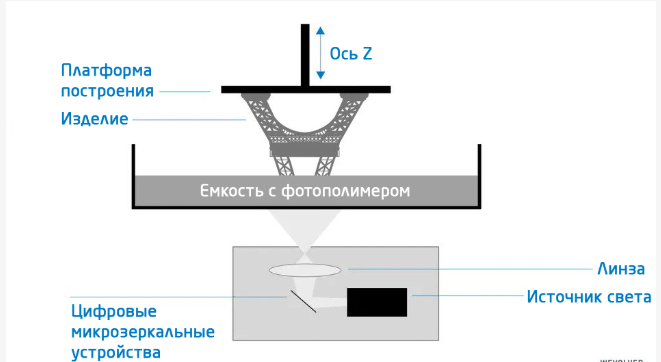 Ось Z
Платформа
построения
Изделие
Емкость с фотополимером
Линза
Источник света
Цифровые
микрозеркальные
устройства